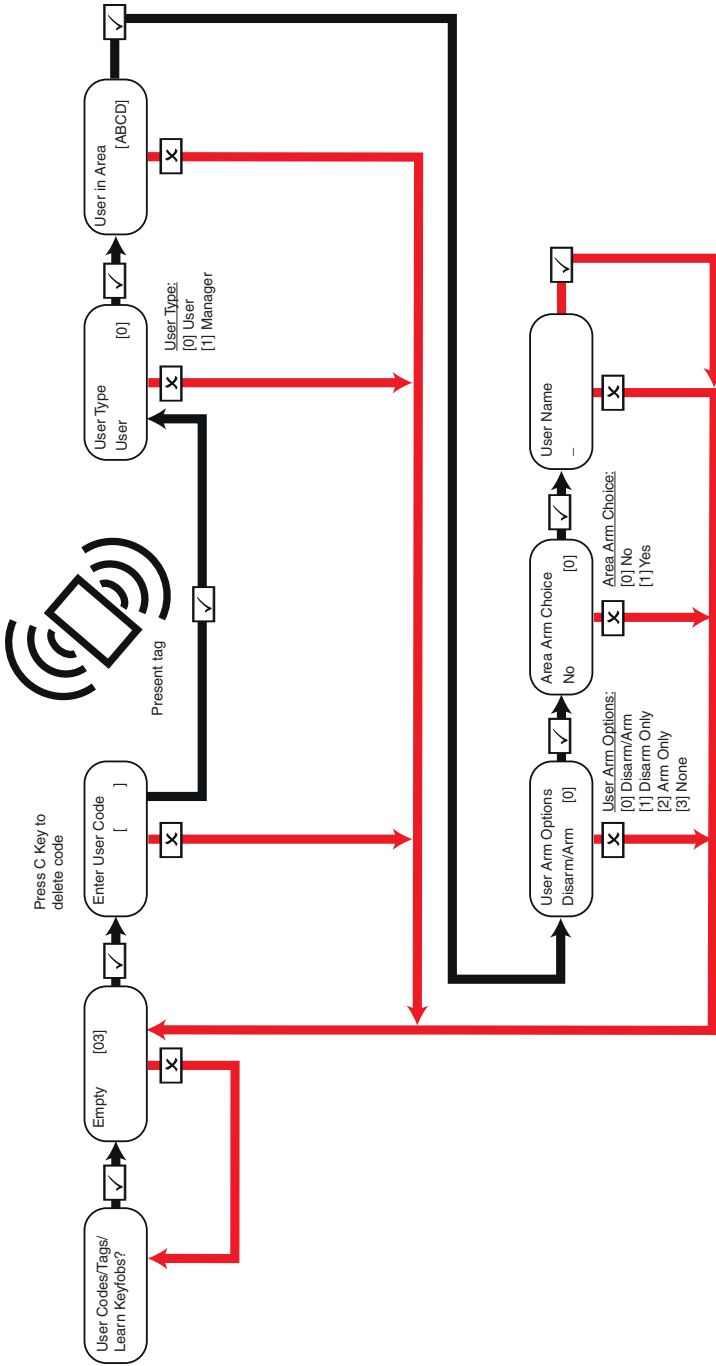 User Codes/Tags/
Learn Keyfobs?
Empty [03]
Press C Key to
delete code
Enter User Code
[ ]
Present tag
User Type
User [0]
User Type:
[0] User
[1] Manager
User in Area
[ABCD]
User Arm Options
Disarm/Arm [0]
User Arm Options:
[0] Disarm/Arm
[1] Disarm Only
[2] Arm Only
[3] None
Area Arm Choice
No [0]
Area Arm Choice:
[0] No
[1] Yes
User Name
_